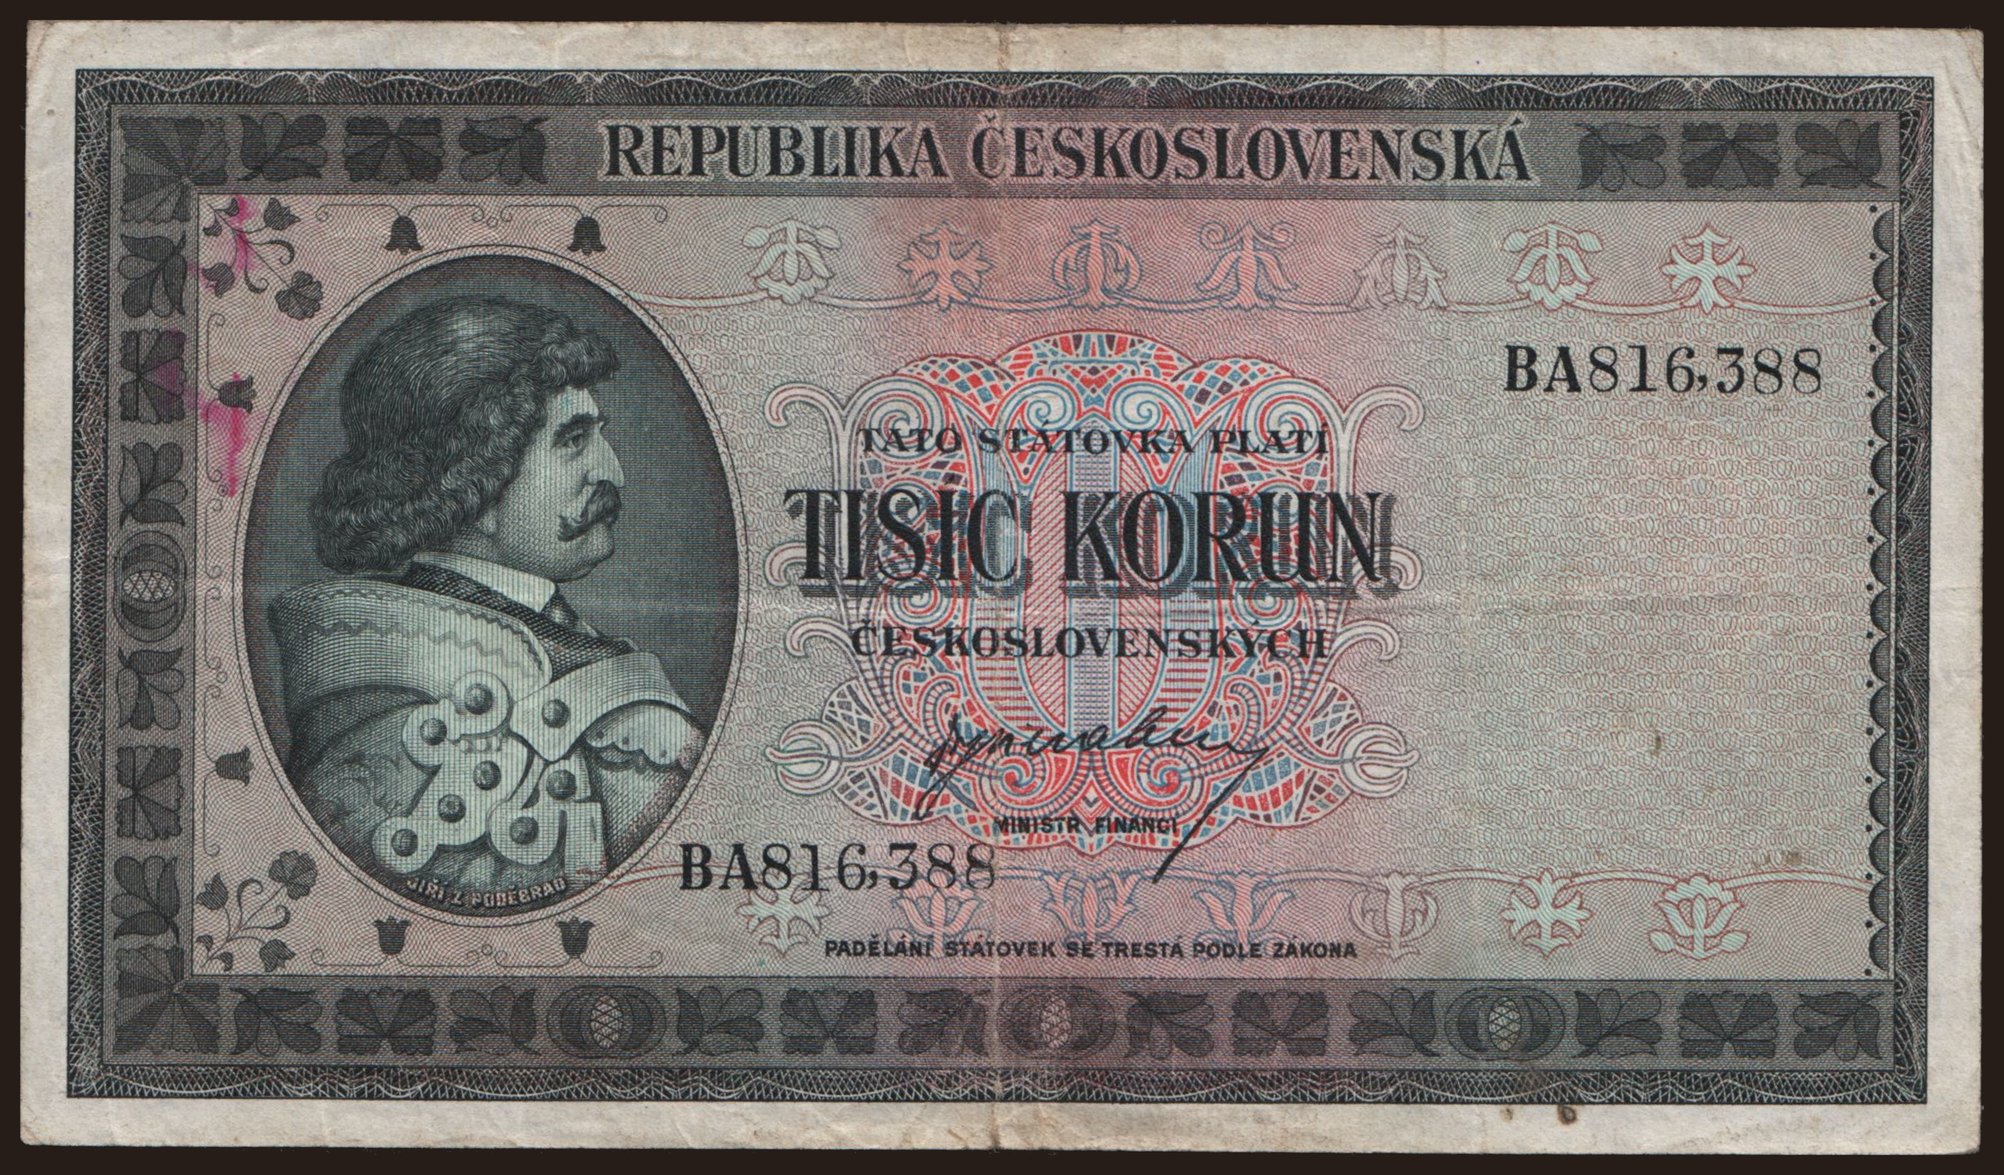 REPUBLIKA ČESKOSLOVENSKÁ
BA816,388
TATO STÁTOVKA PLATÍ
TISÍC KORUN
ČESKOSLOVENSKÝCH
MINISTR FINANCÍ
BA816,388
JIŘÍ Z PODĚBRAD
PADĚLÁNÍ STÁTOVEK SE TRESTÁ PODLE ZÁKONA